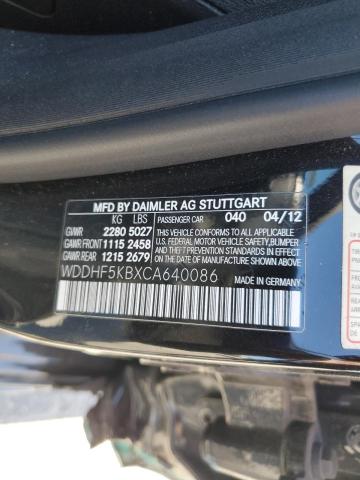 MFD BY DAIMLER AG STUTTGART
KG LBS PASSENGER CAR 040 04/12
GVWR 2280 5027 THIS VEHICLE CONFORMS TO ALL APPLICABLE
GAWR FRONT 1115 2458 FEDERAL MOTOR VEHICLE SAFETY,BUMPER
GAWR REAR 1215 2679 AND THEFT PREVENTION STANDARDS IN EFFECT
ON THE DATE OF MANUFACTURE SHOWN ABOVE.
WDDHF5KBXCA640086
MADE IN GERMANY.